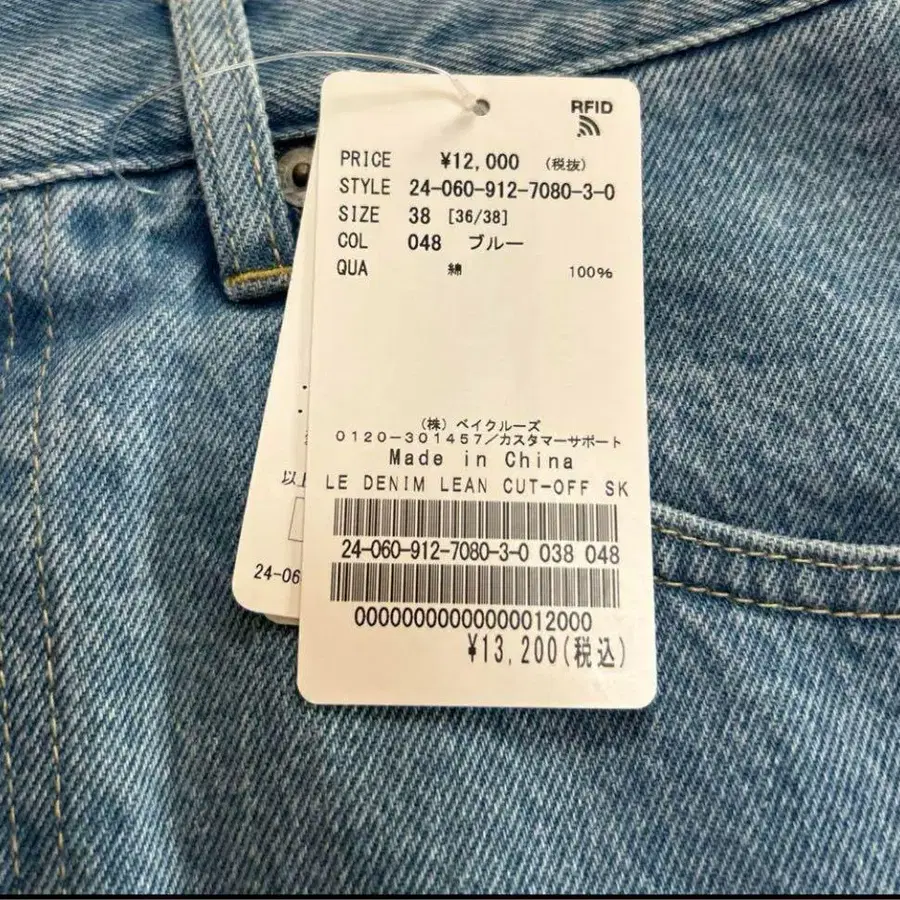 RFID
PRICE ¥12,000 (税抜)
STYLE 24-060-912-7080-3-0
SIZE 38 [36/38]
COL 048 ブルー
QUA 綿 100%
(株) ベイクルーズ
0120-301457/カスタマーサポート
Made in China
LE DENIM LEAN CUT-OFF SK
24-060-912-7080-3-0 038 048
00000000000000012000
¥13,200(税込)
以上
24-06